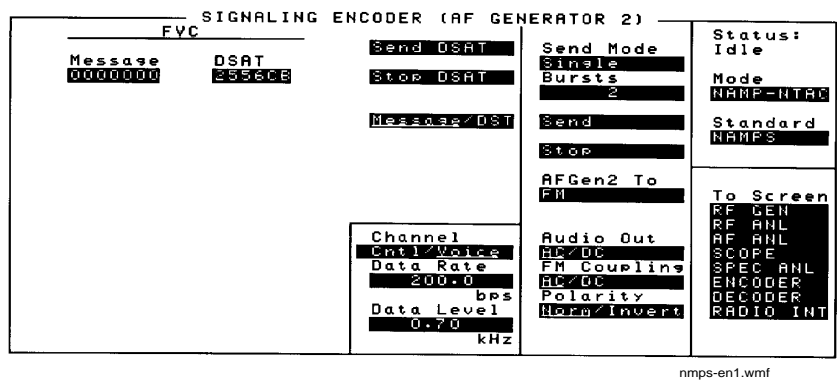 SIGNALING ENCODER (AF GENERATOR 2)
FVC
Message DSAT
0000000 2556CB
Send DSAT
Stop DSAT
Message/DST
Channel
Cntl/Voice
Data Rate
200.0
bps
Data Level
0.70
kHz
Send Mode
Single
Bursts
2
Send
Stop
AFGen2 To
FM
Audio Out
AC/DC
FM Coupling
AC/DC
Polarity
Norm/Invert
Status:
Idle
Mode
NAMP-NTAC
Standard
NAMPS
To Screen
RF GEN
RF ANL
AF ANL
SCOPE
SPEC ANL
ENCODER
DECODER
RADIO INT
nmps-en1.wmf